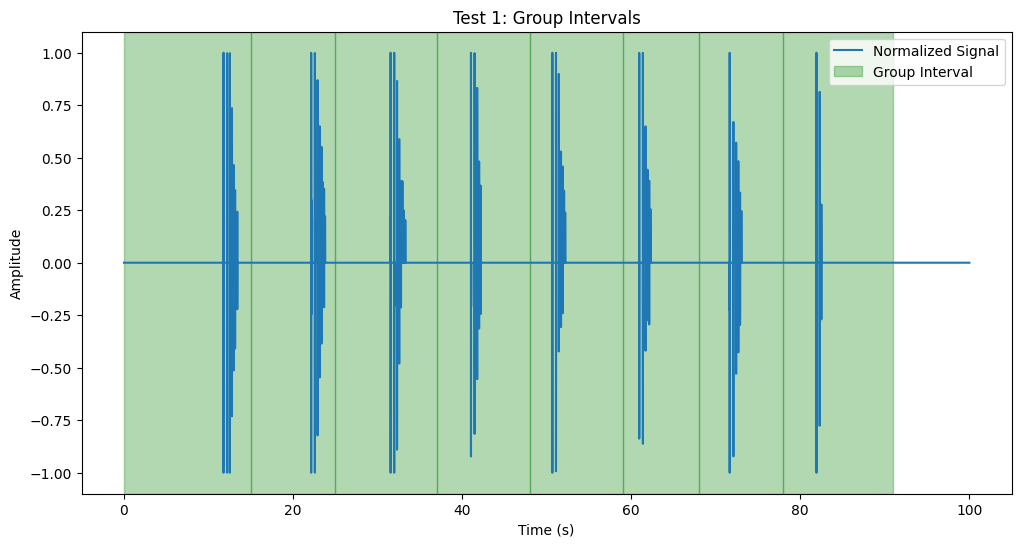 Test 1: Group Intervals
Normalized Signal
Group Interval
1.00
0.75
0.50
0.25
0.00
−0.25
−0.50
−0.75
−1.00
Amplitude
0 20 40 60 80 100
Time (s)